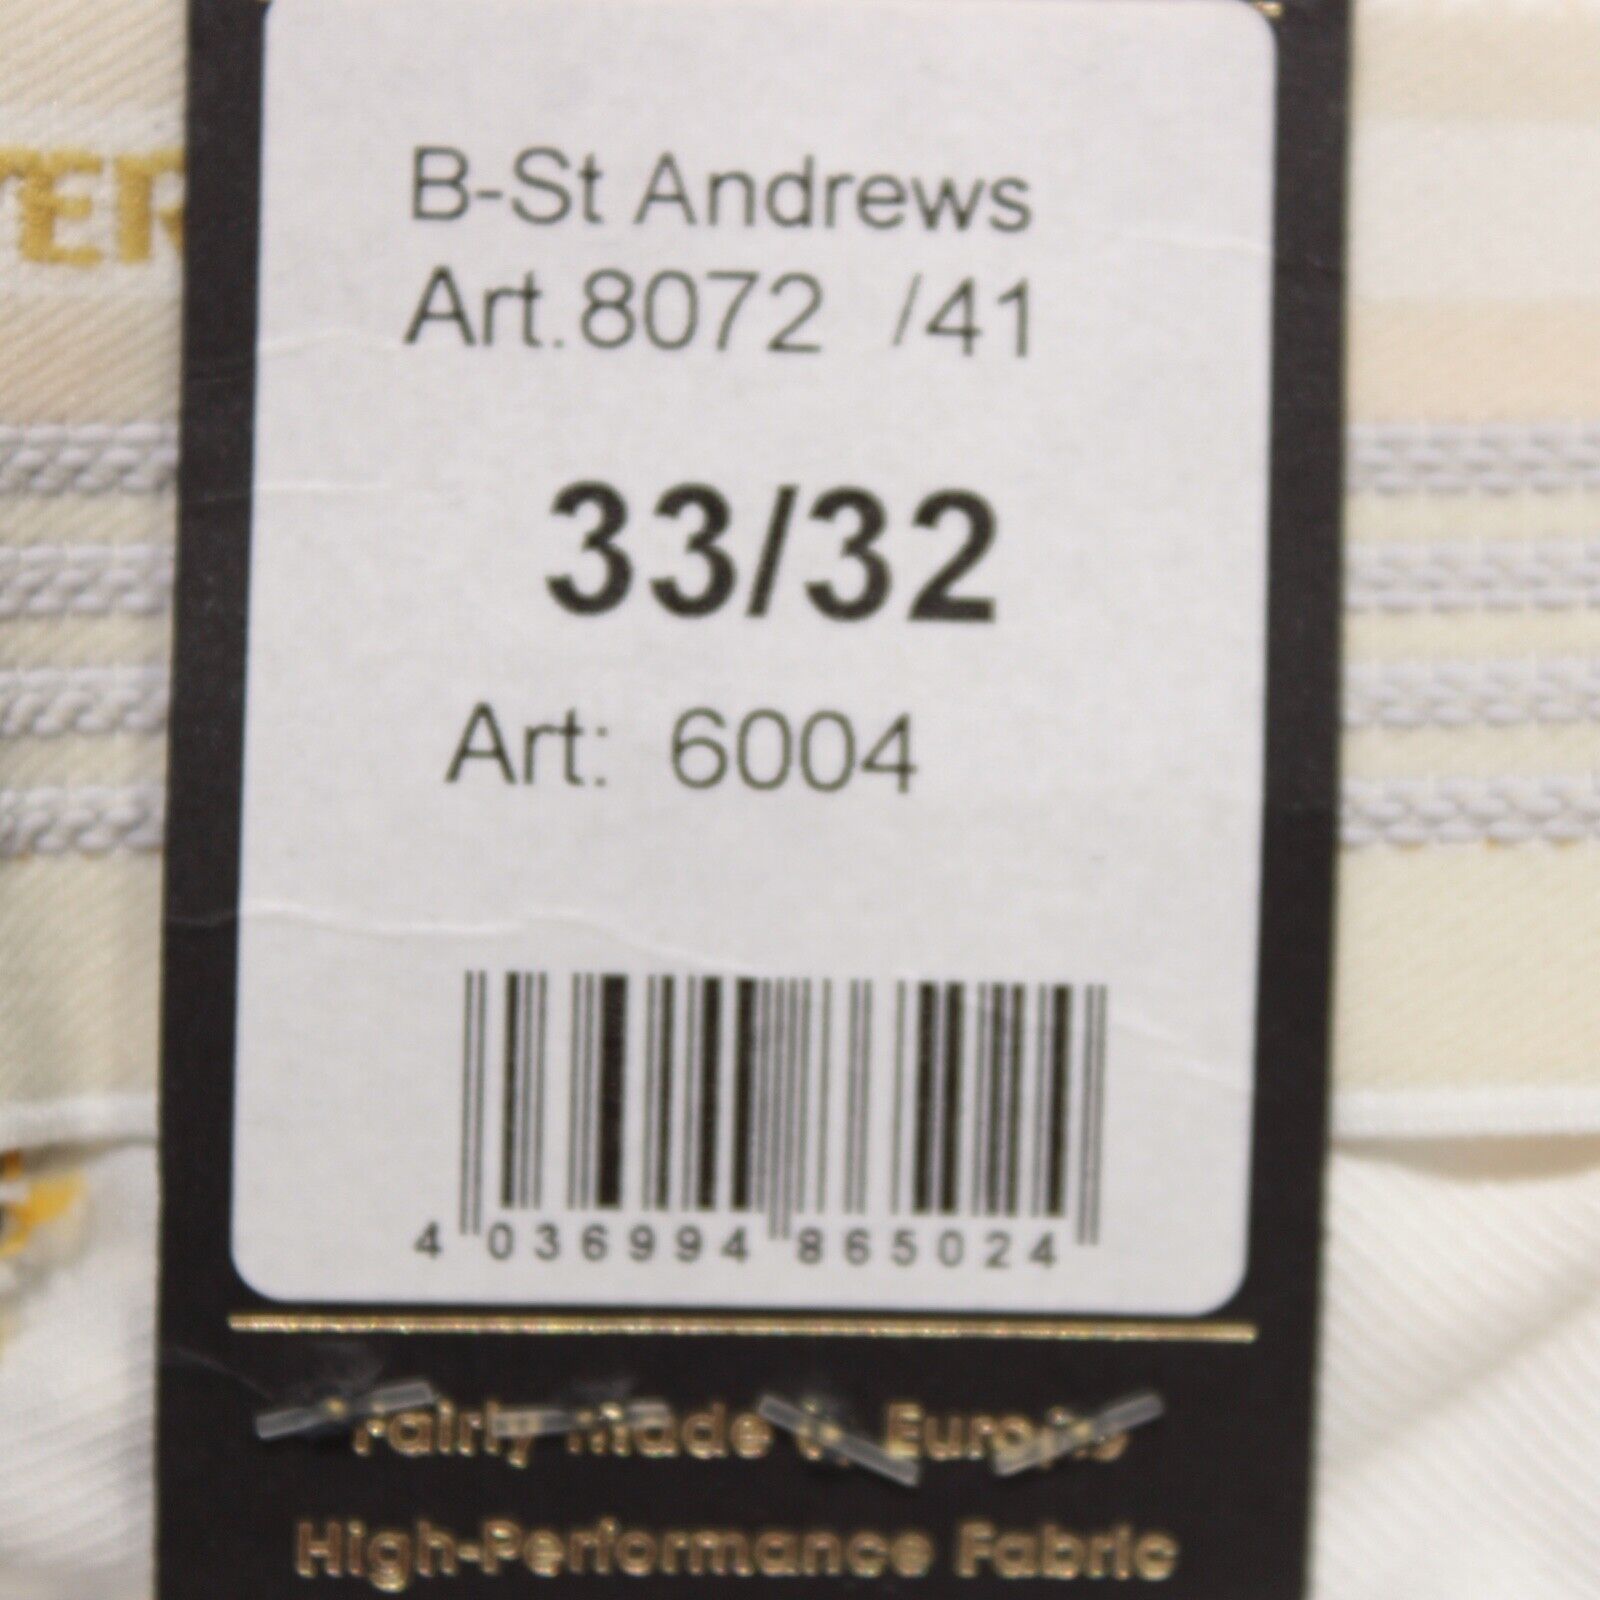 TER
B-St Andrews
Art.8072 /41
33/32
Art: 6004
4 036994 865024
Fairly Made in Europe
High-Performance Fabric